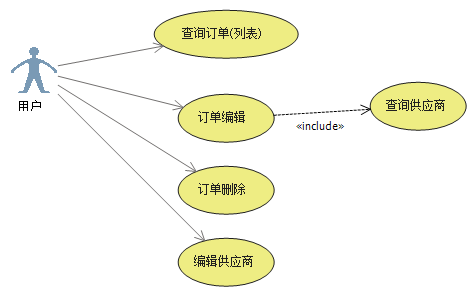 查询订单(列表)
用户
订单编辑
查询供应商
«include»
订单删除
编辑供应商